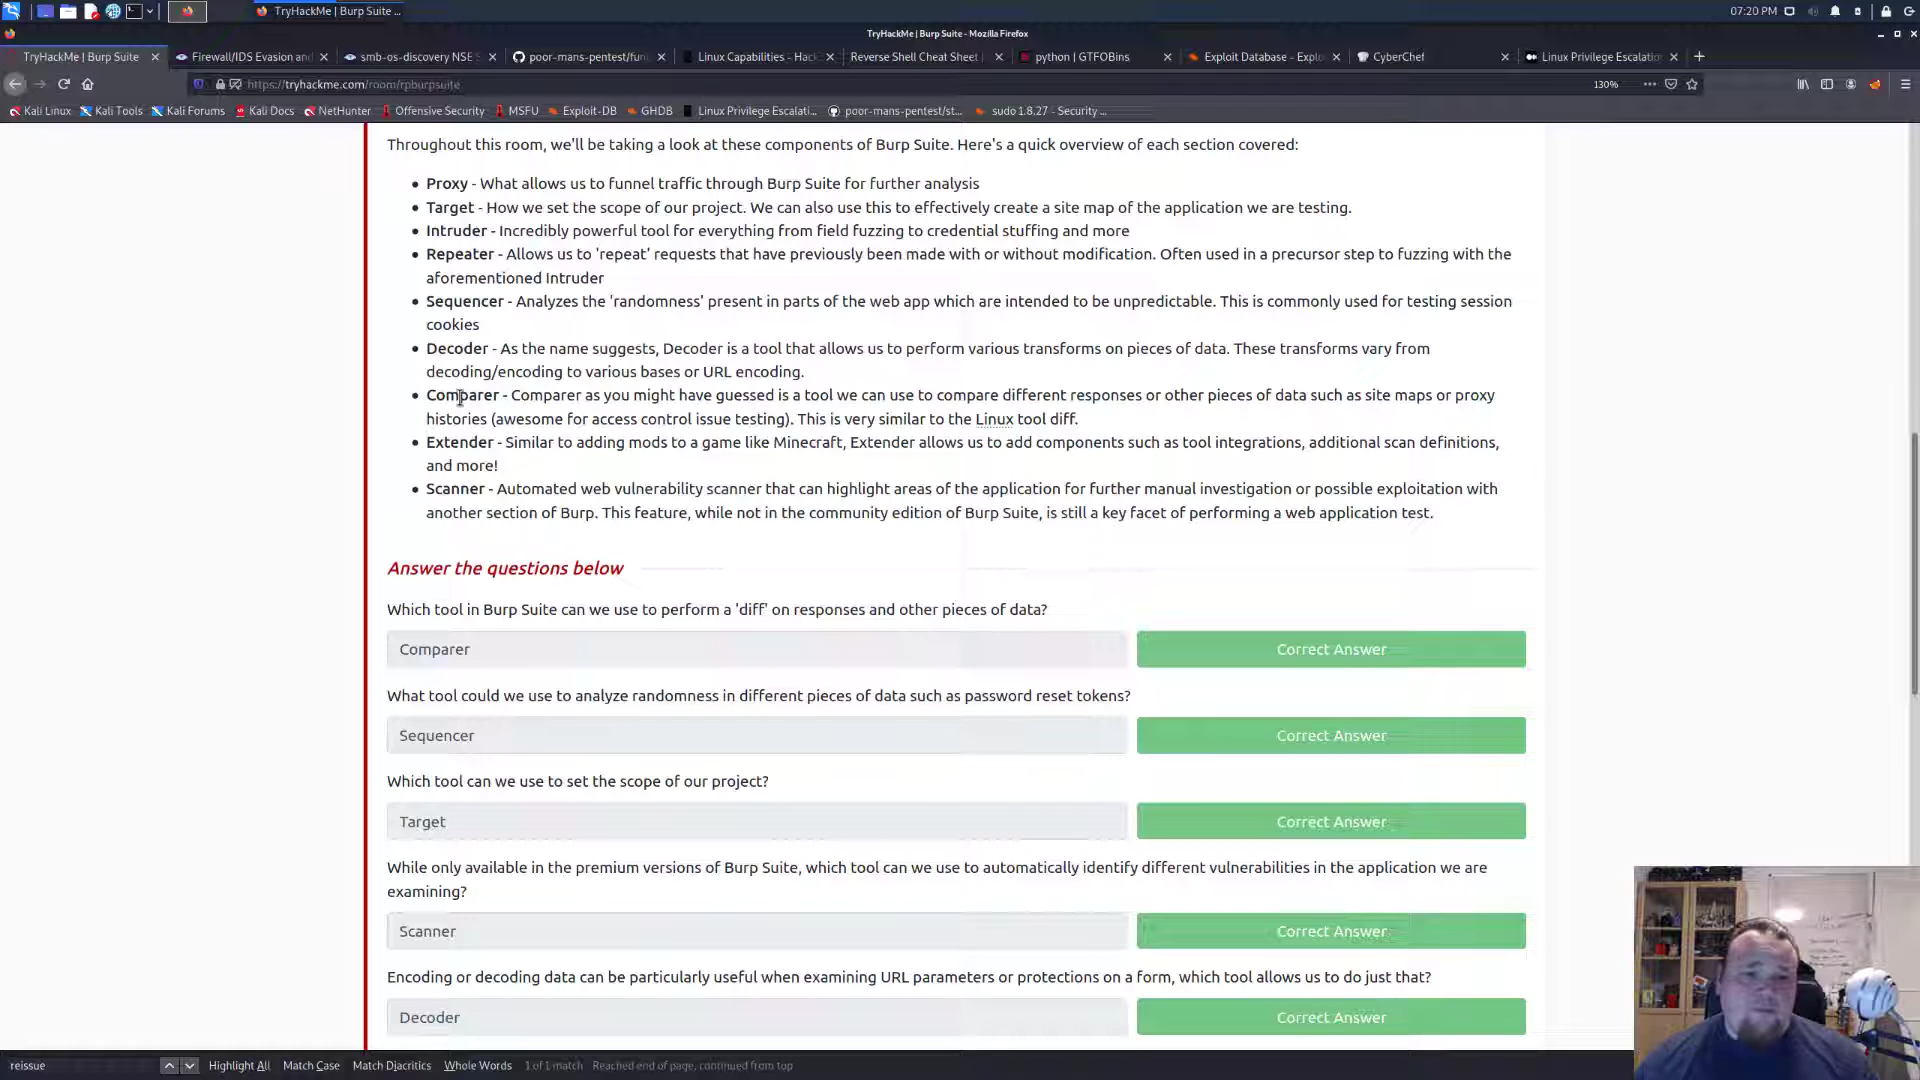 TryHackMe | Burp Suite ...
07:20 PM
TryHackMe | Burp Suite - Mozilla Firefox
TryHackMe | Burp Suite
Firewall/IDS Evasion and
smb-os-discovery NSE S
poor-mans-pentest/fun
Linux Capabilities - Hack
Reverse Shell Cheat Sheet |
python | GTFOBins
Exploit Database - Explo
CyberChef
Linux Privilege Escalatio
https://tryhackme.com/room/rpburpsuite
130%
Kali Linux
Kali Tools
Kali Forums
Kali Docs
NetHunter
Offensive Security
MSFU
Exploit-DB
GHDB
Linux Privilege Escalati...
poor-mans-pentest/st...
sudo 1.8.27 - Security ...
Throughout this room, we'll be taking a look at these components of Burp Suite. Here's a quick overview of each section covered:
Proxy - What allows us to funnel traffic through Burp Suite for further analysis
Target - How we set the scope of our project. We can also use this to effectively create a site map of the application we are testing.
Intruder - Incredibly powerful tool for everything from field fuzzing to credential stuffing and more
Repeater - Allows us to 'repeat' requests that have previously been made with or without modification. Often used in a precursor step to fuzzing with the
aforementioned Intruder
Sequencer - Analyzes the 'randomness' present in parts of the web app which are intended to be unpredictable. This is commonly used for testing session
cookies
Decoder - As the name suggests, Decoder is a tool that allows us to perform various transforms on pieces of data. These transforms vary from
decoding/encoding to various bases or URL encoding.
Comparer - Comparer as you might have guessed is a tool we can use to compare different responses or other pieces of data such as site maps or proxy
histories (awesome for access control issue testing). This is very similar to the Linux tool diff.
Extender - Similar to adding mods to a game like Minecraft, Extender allows us to add components such as tool integrations, additional scan definitions,
and more!
Scanner - Automated web vulnerability scanner that can highlight areas of the application for further manual investigation or possible exploitation with
another section of Burp. This feature, while not in the community edition of Burp Suite, is still a key facet of performing a web application test.
Answer the questions below
Which tool in Burp Suite can we use to perform a 'diff' on responses and other pieces of data?
Comparer
Correct Answer
What tool could we use to analyze randomness in different pieces of data such as password reset tokens?
Sequencer
Correct Answer
Which tool can we use to set the scope of our project?
Target
Correct Answer
While only available in the premium versions of Burp Suite, which tool can we use to automatically identify different vulnerabilities in the application we are
examining?
Scanner
Correct Answer
Encoding or decoding data can be particularly useful when examining URL parameters or protections on a form, which tool allows us to do just that?
Decoder
Correct Answer
reissue
Highlight All
Match Case
Match Diacritics
Whole Words
1 of 1 match
Reached end of page, continued from top